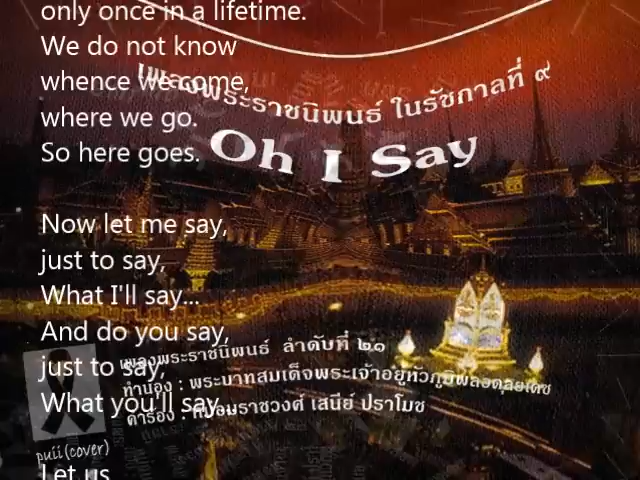 only once in a lifetime.
We do not know
whence we come,
where we go.
So here goes.
เพลงพระราชนิพนธ์ ในรัชกาลที่ ๙
Oh I Say
Now let me say,
just to say,
What I'll say...
And do you say,
just to say,
What you'll say...
เพลงพระราชนิพนธ์ ลำดับที่ ๒๑
ทำนอง : พระบาทสมเด็จพระเจ้าอยู่หัวภูมิพลอดุลยเดช
คำร้อง : หม่อมราชวงศ์ เสนีย์ ปราโมช
puii (cover)
Let us